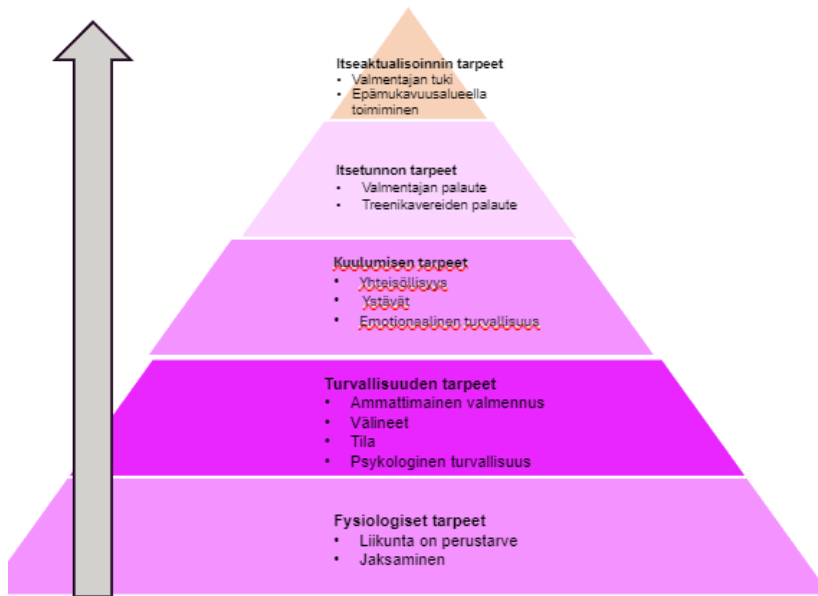 Itseaktualisoinnin tarpeet
• Valmentajan tuki
• Epämukavuusalueella
toimiminen
Itsetunnon tarpeet
• Valmentajan palaute
• Treenikavereiden palaute
Kuulumisen tarpeet
• Yhteisöllisyys
• Ystävät
• Emotionaalinen turvallisuus
Turvallisuuden tarpeet
• Ammattimainen valmennus
• Välineet
• Tila
• Psykologinen turvallisuus
Fysiologiset tarpeet
• Liikunta on perustarve
• Jaksaminen